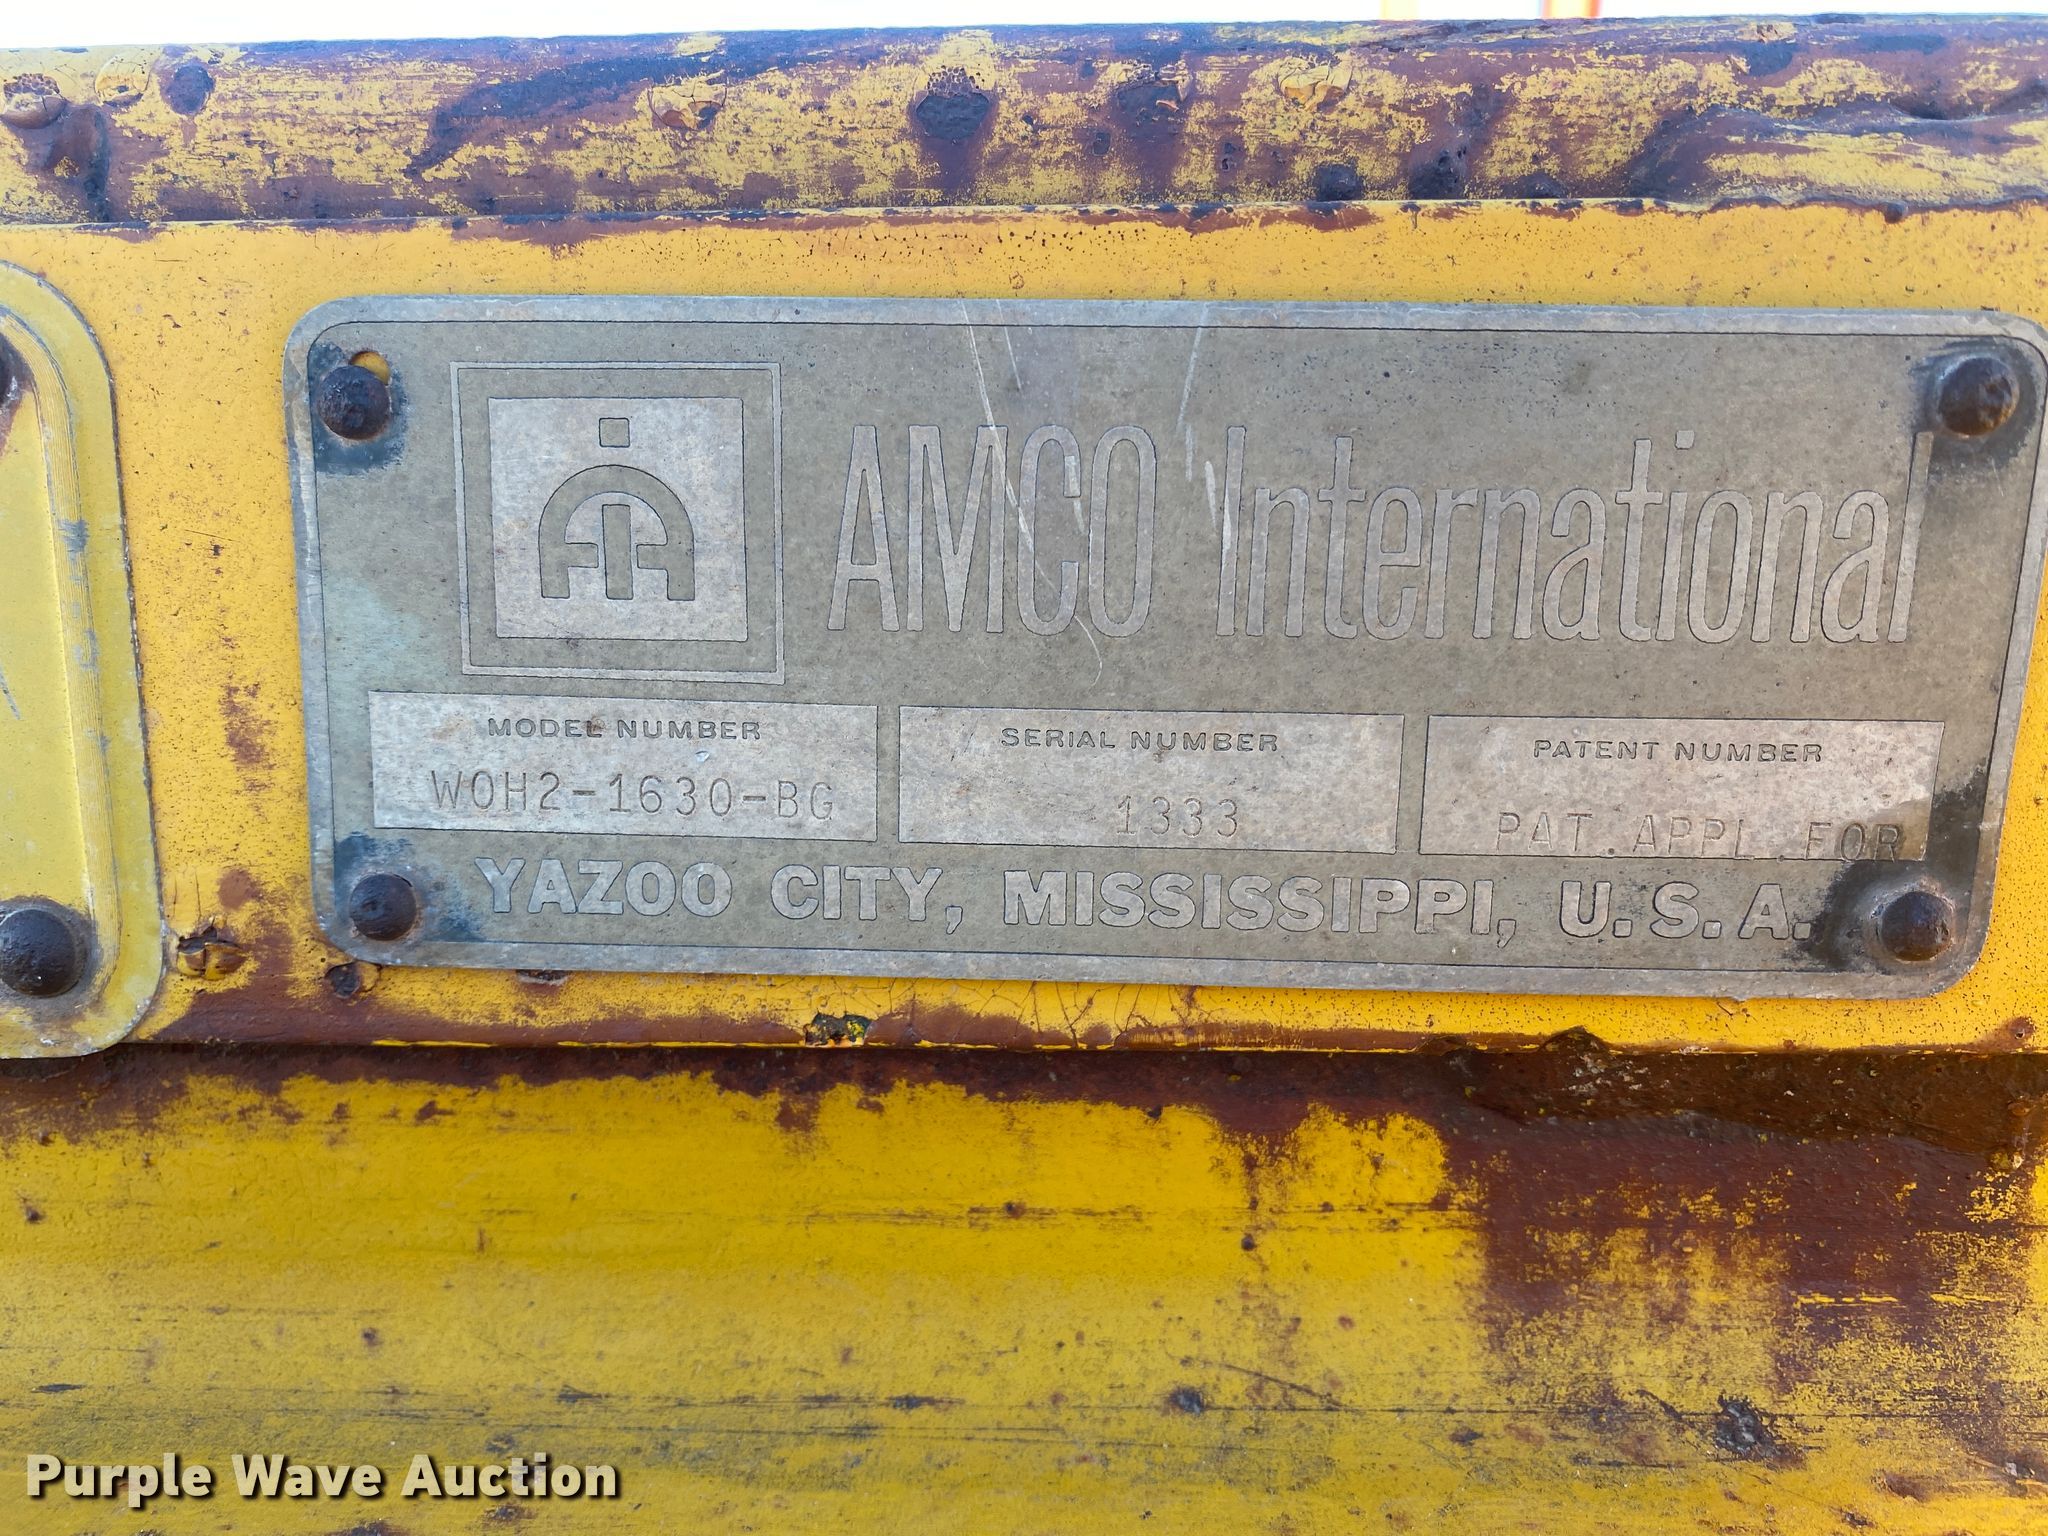 AMCO International
MODEL NUMBER
WOH2-1630-BG
SERIAL NUMBER
1333
PATENT NUMBER
PAT. APPL. FOR
YAZOO CITY, MISSISSIPPI, U.S.A.
Purple Wave Auction